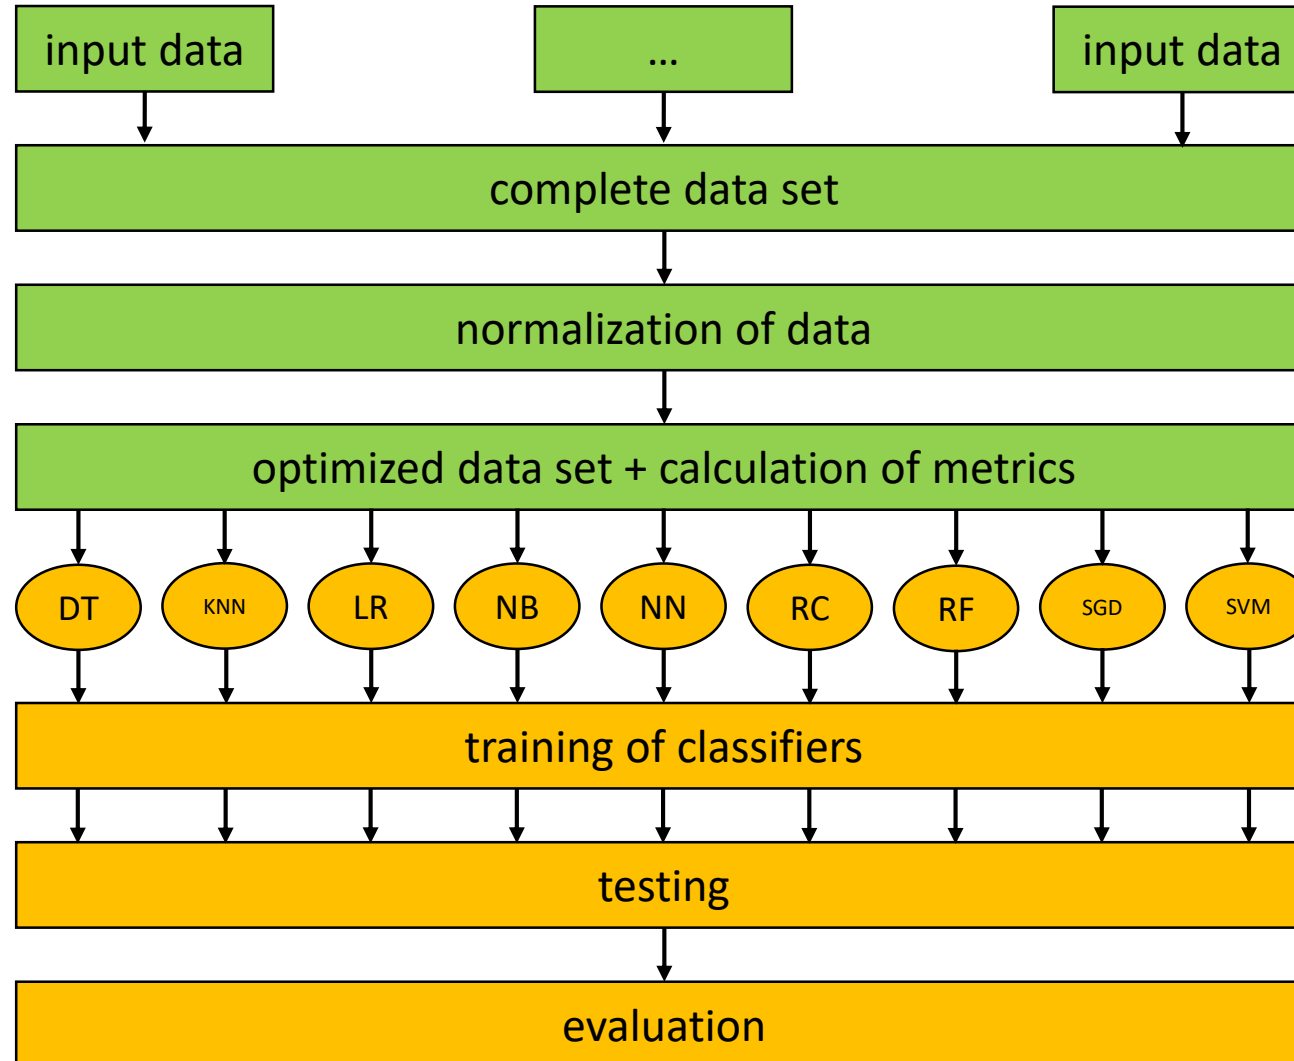 input data
...
input data
complete data set
normalization of data
optimized data set + calculation of metrics
DT
KNN
LR
NB
NN
RC
RF
SGD
SVM
training of classifiers
testing
evaluation